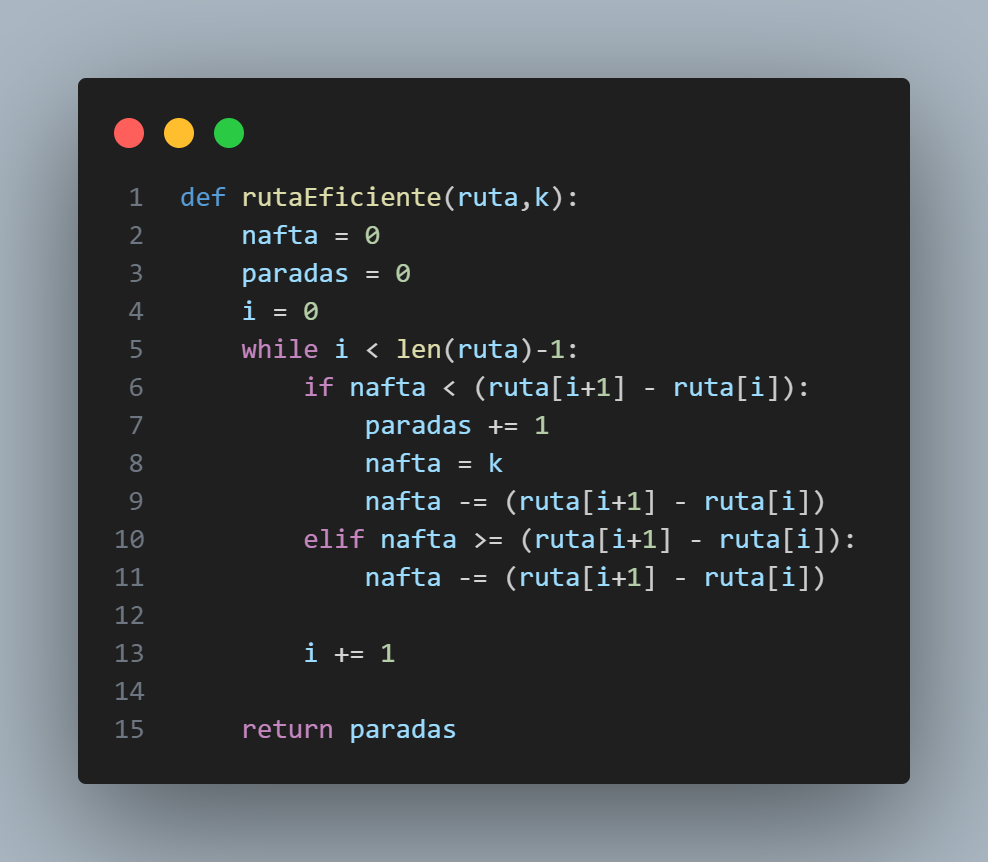 1 def rutaEficiente(ruta,k):
2     nafta = 0
3     paradas = 0
4     i = 0
5     while i < len(ruta)-1:
6         if nafta < (ruta[i+1] - ruta[i]):
7             paradas += 1
8             nafta = k
9             nafta -= (ruta[i+1] - ruta[i])
10         elif nafta >= (ruta[i+1] - ruta[i]):
11             nafta -= (ruta[i+1] - ruta[i])
12
13         i += 1
14
15     return paradas